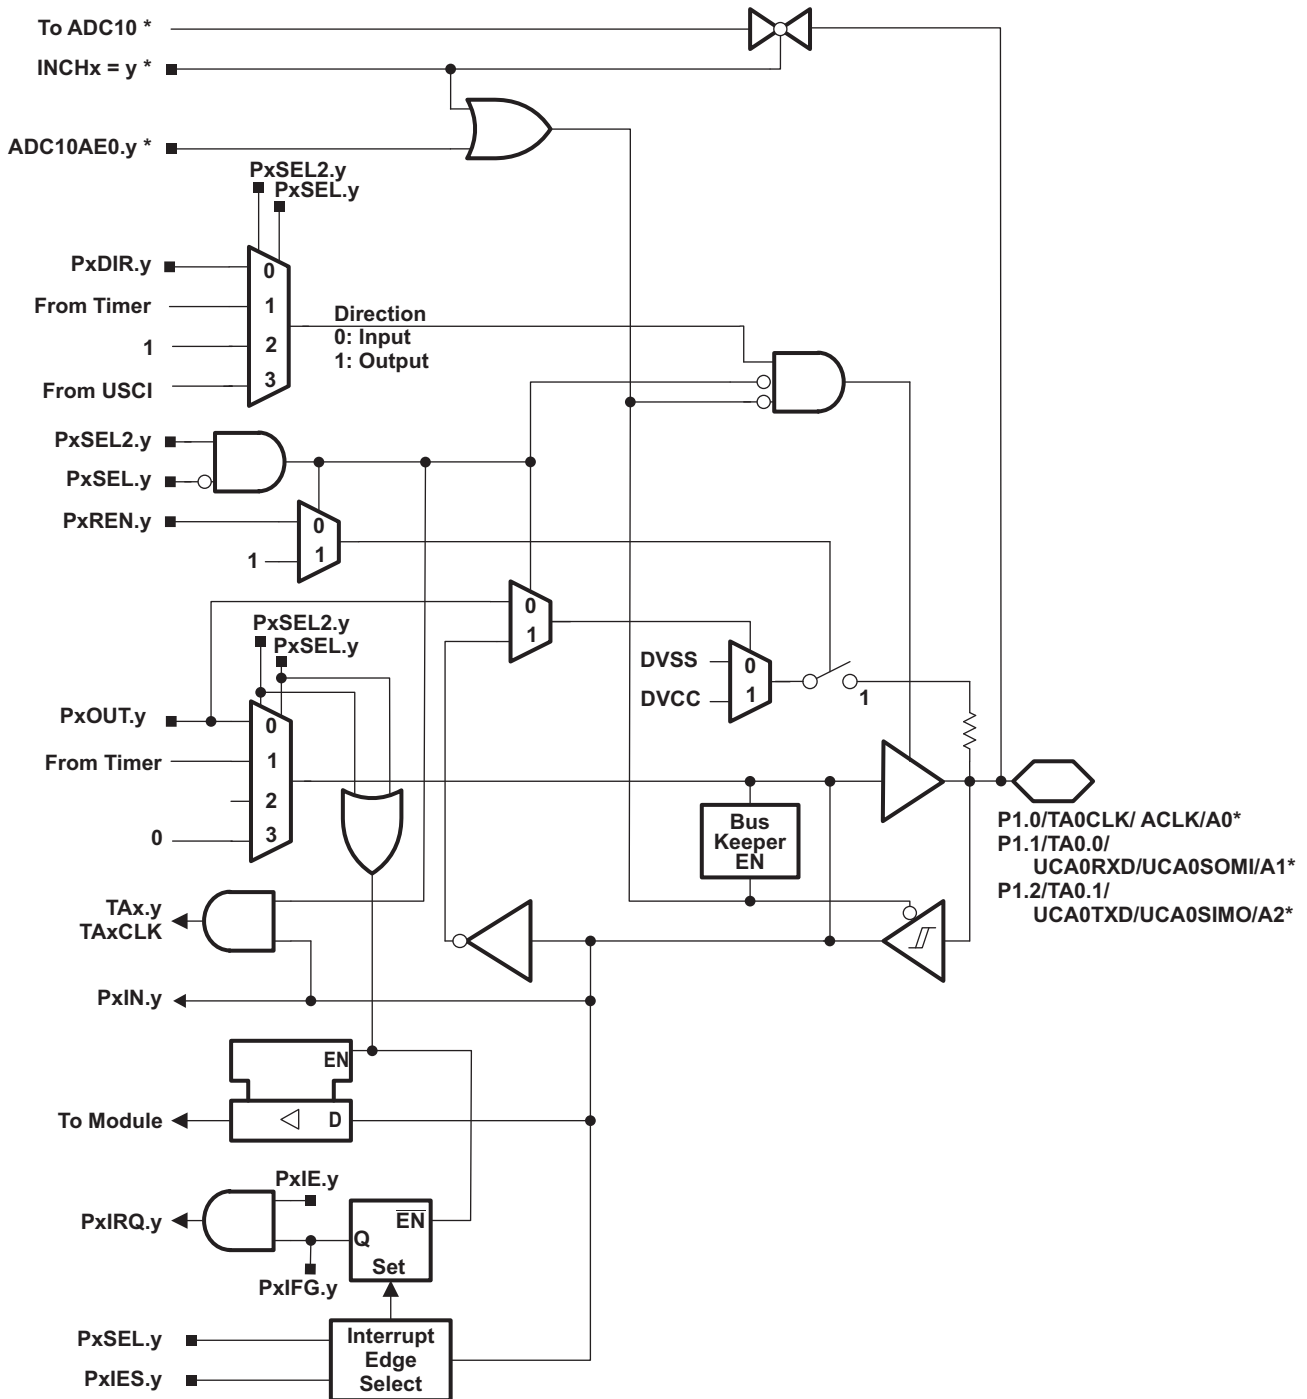 To ADC10 *
INCHx = y *
ADC10AE0.y *
PxSEL2.y
PxSEL.y
PxDIR.y
0
From Timer
1
Direction
0: Input
1: Output
1
2
From USCI
3
PxSEL2.y
PxSEL.y
PxREN.y
0
1
1
0
1
PxSEL2.y
PxSEL.y
DVSS
0
DVCC
1
1
PxOUT.y
0
From Timer
1
2
0
3
Bus
Keeper
EN
P1.0/TA0CLK/ ACLK/A0*
P1.1/TA0.0/
UCA0RXD/UCA0SOMI/A1*
P1.2/TA0.1/
UCA0TXD/UCA0SIMO/A2*
TAx.y
TAxCLK
PxIN.y
EN
To Module
D
PxIE.y
PxIRQ.y
EN
Q
Set
PxIFG.y
PxSEL.y
PxIES.y
Interrupt
Edge
Select